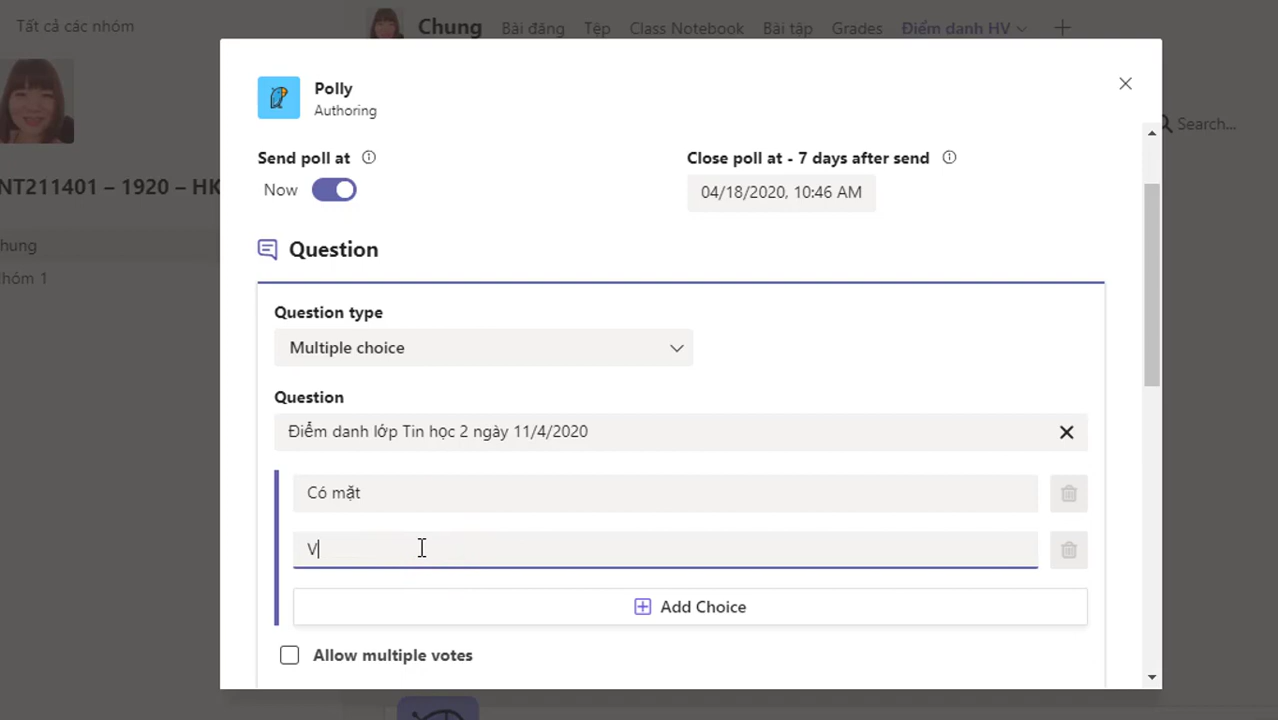 Tất cả các nhóm
Chung Bài đăng Tệp Class Notebook Bài tập Grades Điểm danh HV
Polly
Authoring
Search...
Send poll at
Close poll at - 7 days after send
Now
04/18/2020, 10:46 AM
NT211401 – 1920 – HK
Question
hung
hóm 1
Question type
Multiple choice
Question
Điểm danh lớp Tin học 2 ngày 11/4/2020
Có mặt
V
Add Choice
Allow multiple votes